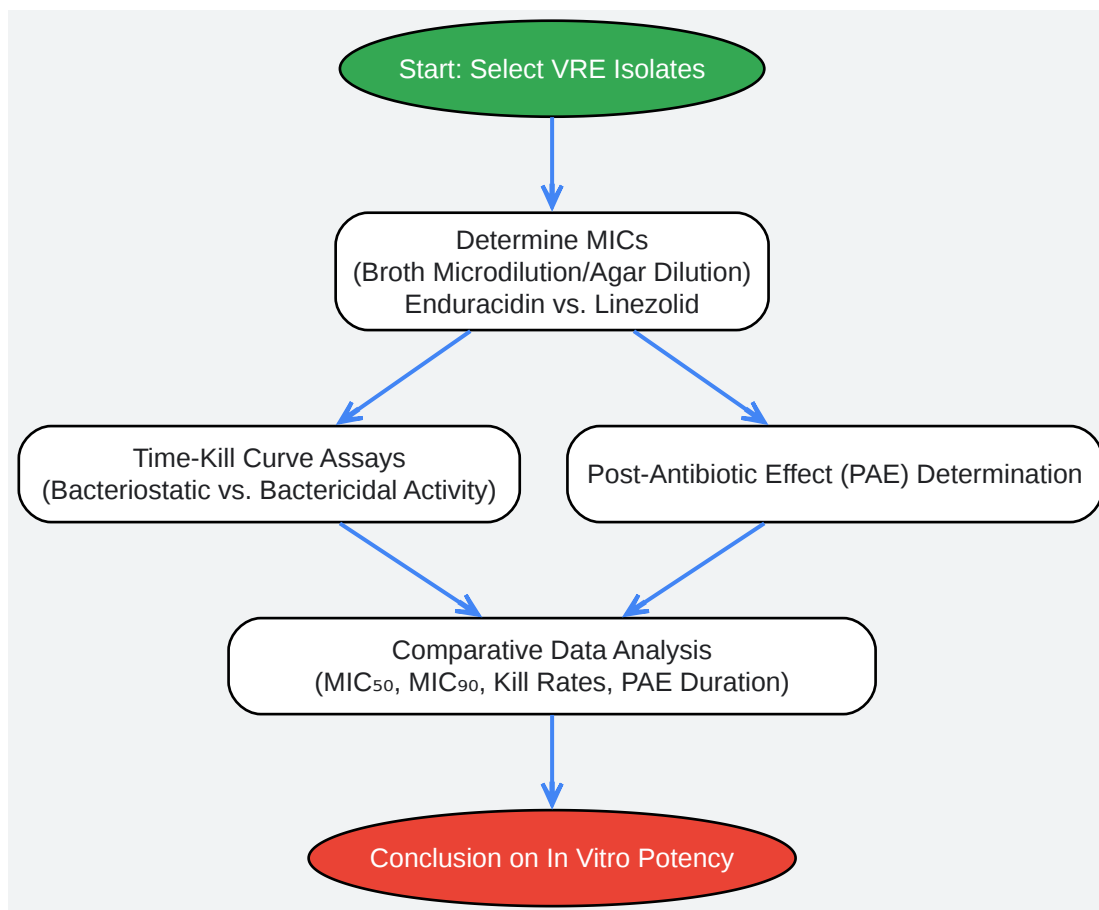 Start: Select VRE Isolates
Determine MICs
(Broth Microdilution/Agar Dilution)
Enduracidin vs. Linezolid
Time-Kill Curve Assays
(Bacteriostatic vs. Bactericidal Activity)
Post-Antibiotic Effect (PAE) Determination
Comparative Data Analysis
(MIC₅₀, MIC₉₀, Kill Rates, PAE Duration)
Conclusion on In Vitro Potency